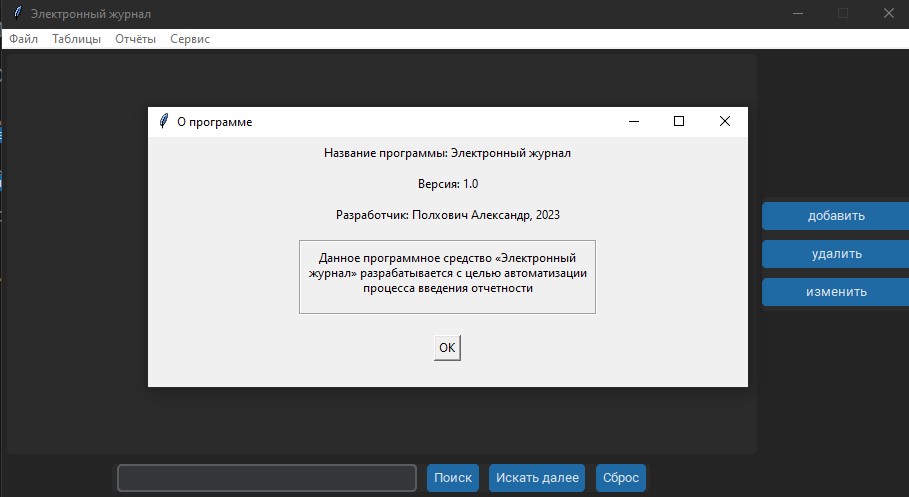 Электронный журнал
Файл Таблицы Отчёты Сервис
О программе
Название программы: Электронный журнал
Версия: 1.0
Разработчик: Полхович Александр, 2023
Данное программное средство «Электронный
журнал» разрабатывается с целью автоматизации
процесса введения отчетности
OK
добавить
удалить
изменить
Поиск Искать далее Сброс